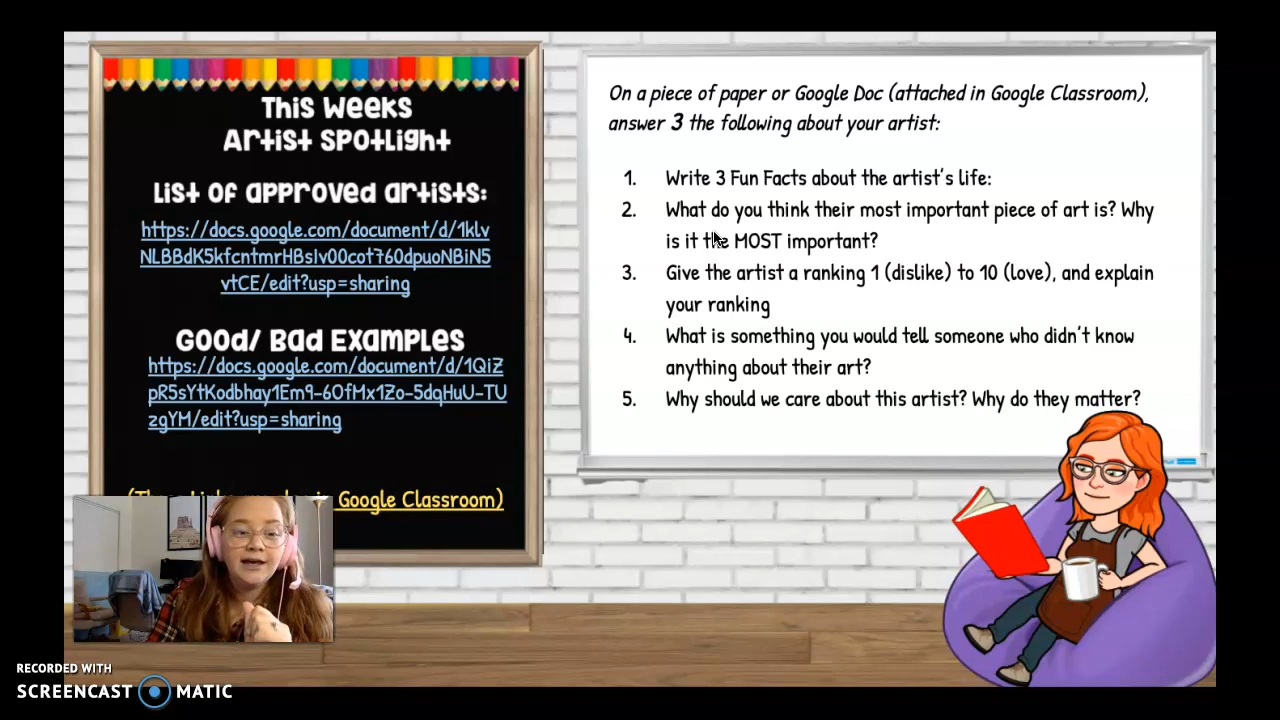 This Weeks
Artist Spotlight
List of approved artists:
https://docs.google.com/document/d/1klv
NLBBdK5kfcntmrHBsIv00cot760dpuoNBiN5
vtCE/edit?usp=sharing
Good/ Bad Examples
https://docs.google.com/document/d/1QiZ
pR5sYtKodbhay1Em9-6OfMx1Zo-5dqHuU-TU
zgYM/edit?usp=sharing
Google Classroom)
On a piece of paper or Google Doc (attached in Google Classroom),
answer 3 the following about your artist:
1. Write 3 Fun Facts about the artist's life:
2. What do you think their most important piece of art is? Why
is it the MOST important?
3. Give the artist a ranking 1 (dislike) to 10 (love), and explain
your ranking
4. What is something you would tell someone who didn't know
anything about their art?
5. Why should we care about this artist? Why do they matter?
RECORDED WITH
SCREENCAST MATIC